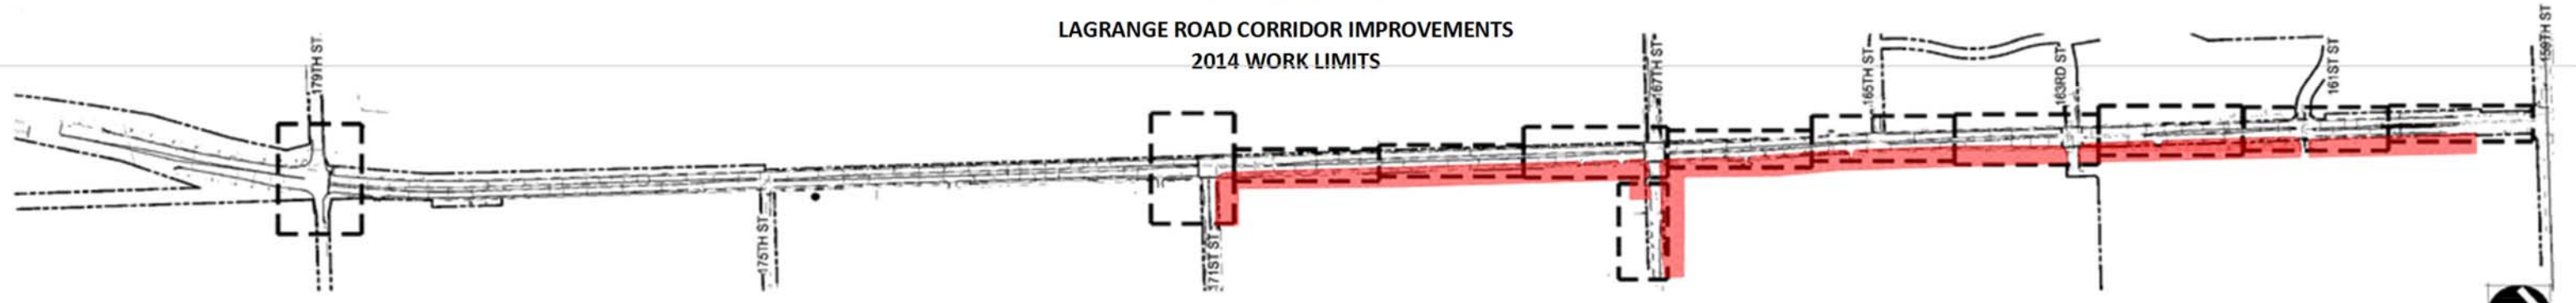 LAGRANGE ROAD CORRIDOR IMPROVEMENTS
2014 WORK LIMITS
179TH ST.
175TH ST
171ST ST
167TH ST
165TH ST
163RD ST
161ST ST
159TH ST